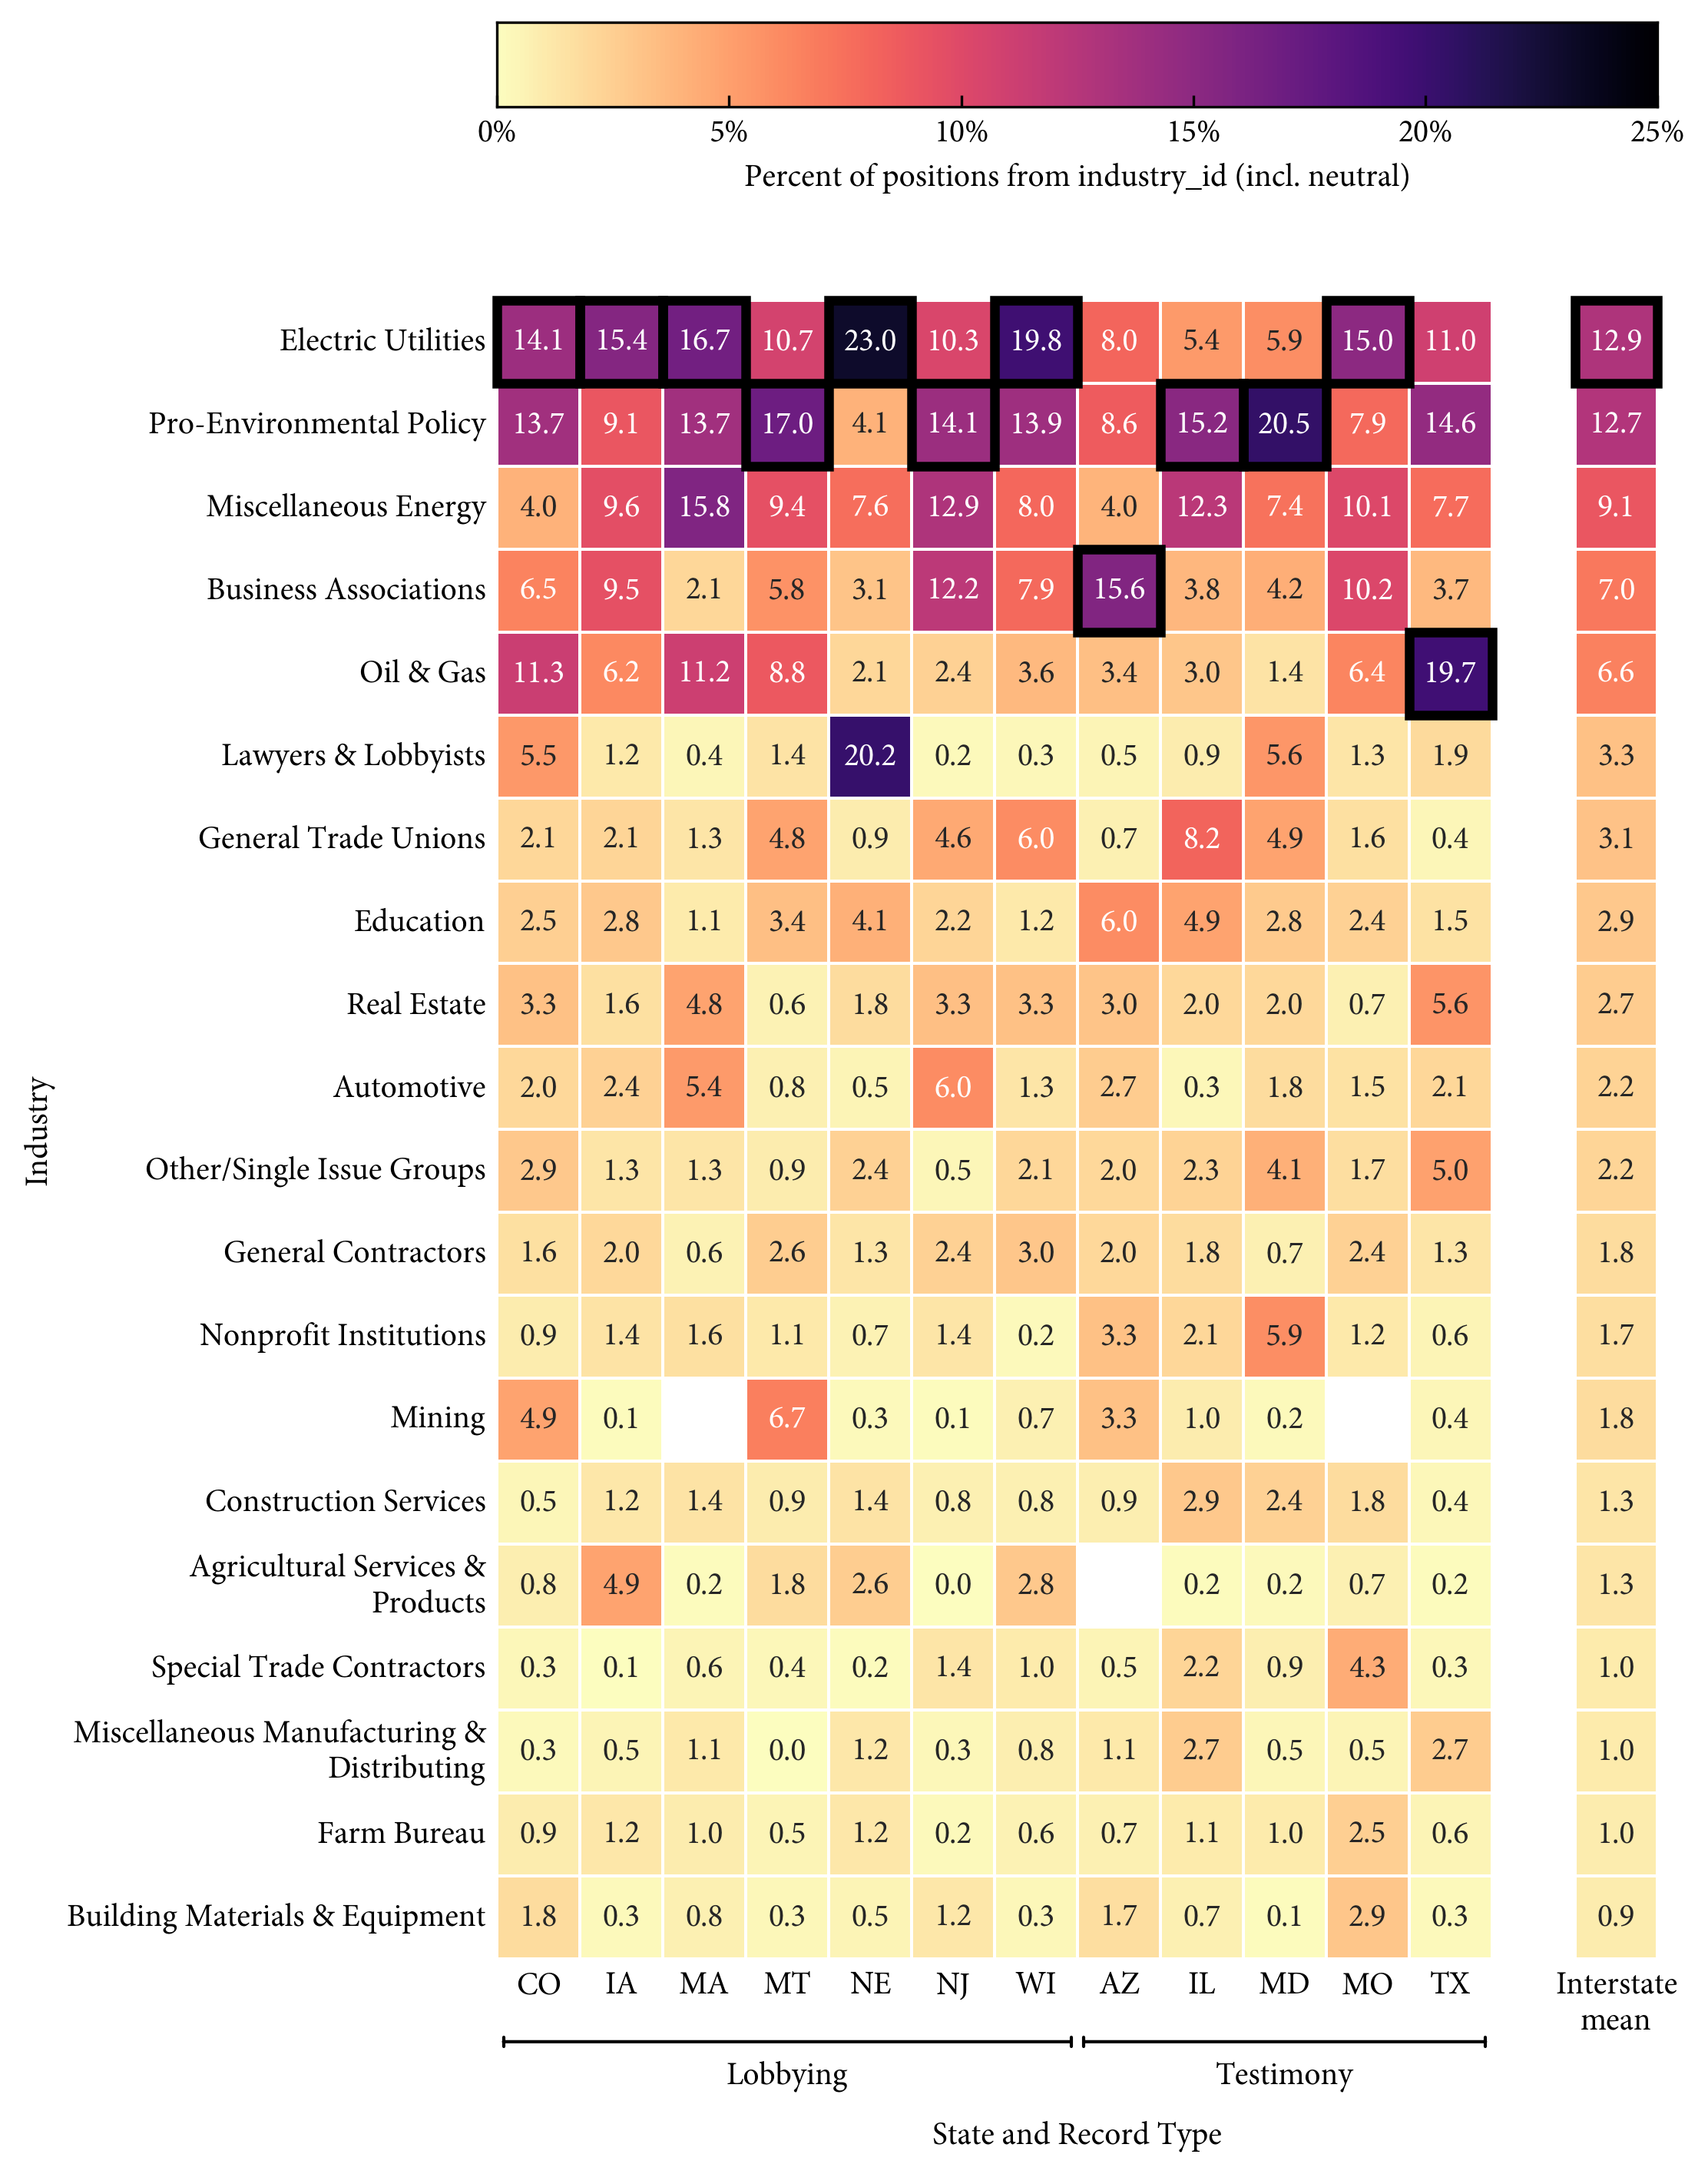 0% 5% 10% 15% 20% 25%
Percent of positions from industry_id (incl. neutral)
Industry
Electric Utilities 14.1 15.4 16.7 10.7 23.0 10.3 19.8 8.0 5.4 5.9 15.0 11.0 12.9
Pro-Environmental Policy 13.7 9.1 13.7 17.0 4.1 14.1 13.9 8.6 15.2 20.5 7.9 14.6 12.7
Miscellaneous Energy 4.0 9.6 15.8 9.4 7.6 12.9 8.0 4.0 12.3 7.4 10.1 7.7 9.1
Business Associations 6.5 9.5 2.1 5.8 3.1 12.2 7.9 15.6 3.8 4.2 10.2 3.7 7.0
Oil & Gas 11.3 6.2 11.2 8.8 2.1 2.4 3.6 3.4 3.0 1.4 6.4 19.7 6.6
Lawyers & Lobbyists 5.5 1.2 0.4 1.4 20.2 0.2 0.3 0.5 0.9 5.6 1.3 1.9 3.3
General Trade Unions 2.1 2.1 1.3 4.8 0.9 4.6 6.0 0.7 8.2 4.9 1.6 0.4 3.1
Education 2.5 2.8 1.1 3.4 4.1 2.2 1.2 6.0 4.9 2.8 2.4 1.5 2.9
Real Estate 3.3 1.6 4.8 0.6 1.8 3.3 3.3 3.0 2.0 2.0 0.7 5.6 2.7
Automotive 2.0 2.4 5.4 0.8 0.5 6.0 1.3 2.7 0.3 1.8 1.5 2.1 2.2
Other/Single Issue Groups 2.9 1.3 1.3 0.9 2.4 0.5 2.1 2.0 2.3 4.1 1.7 5.0 2.2
General Contractors 1.6 2.0 0.6 2.6 1.3 2.4 3.0 2.0 1.8 0.7 2.4 1.3 1.8
Nonprofit Institutions 0.9 1.4 1.6 1.1 0.7 1.4 0.2 3.3 2.1 5.9 1.2 0.6 1.7
Mining 4.9 0.1 6.7 0.3 0.1 0.7 3.3 1.0 0.2 0.4 1.8
Construction Services 0.5 1.2 1.4 0.9 1.4 0.8 0.8 0.9 2.9 2.4 1.8 0.4 1.3
Agricultural Services &
Products 0.8 4.9 0.2 1.8 2.6 0.0 2.8 0.2 0.2 0.7 0.2 1.3
Special Trade Contractors 0.3 0.1 0.6 0.4 0.2 1.4 1.0 0.5 2.2 0.9 4.3 0.3 1.0
Miscellaneous Manufacturing &
Distributing 0.3 0.5 1.1 0.0 1.2 0.3 0.8 1.1 2.7 0.5 0.5 2.7 1.0
Farm Bureau 0.9 1.2 1.0 0.5 1.2 0.2 0.6 0.7 1.1 1.0 2.5 0.6 1.0
Building Materials & Equipment 1.8 0.3 0.8 0.3 0.5 1.2 0.3 1.7 0.7 0.1 2.9 0.3 0.9
CO IA MA MT NE NJ WI AZ IL MD MO TX Interstate
mean
Lobbying Testimony
State and Record Type